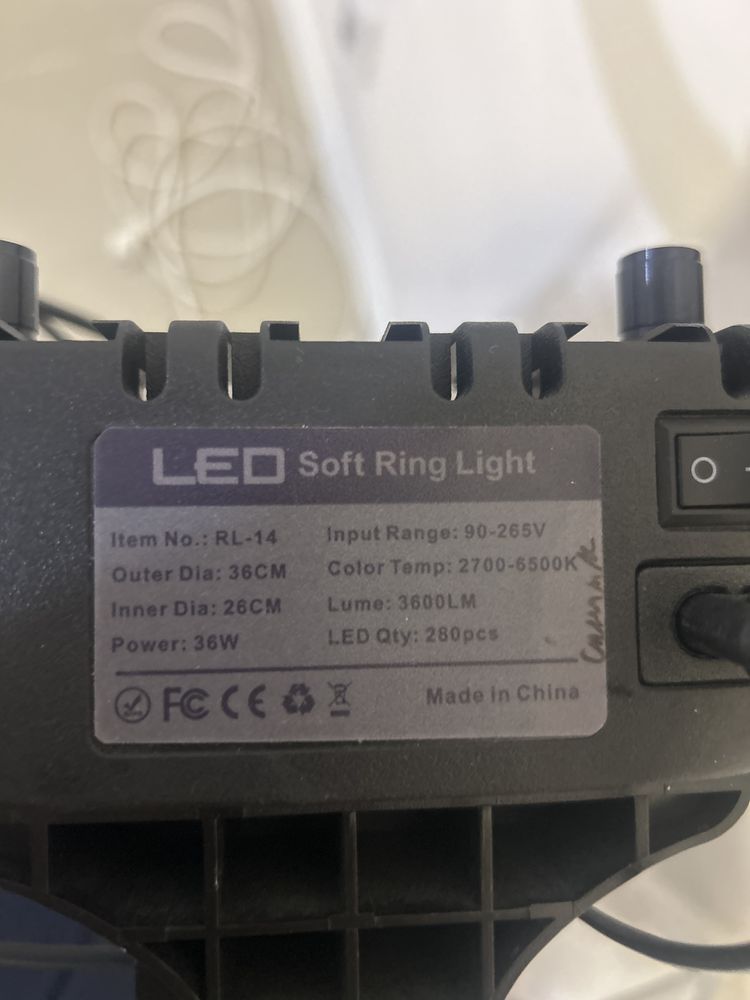 LED Soft Ring Light
Item No.: RL-14
Outer Dia: 36CM
Inner Dia: 26CM
Power: 36W
Input Range: 90-265V
Color Temp: 2700-6500K
Lume: 3600LM
LED Qty: 280pcs
FC CE
Made In China